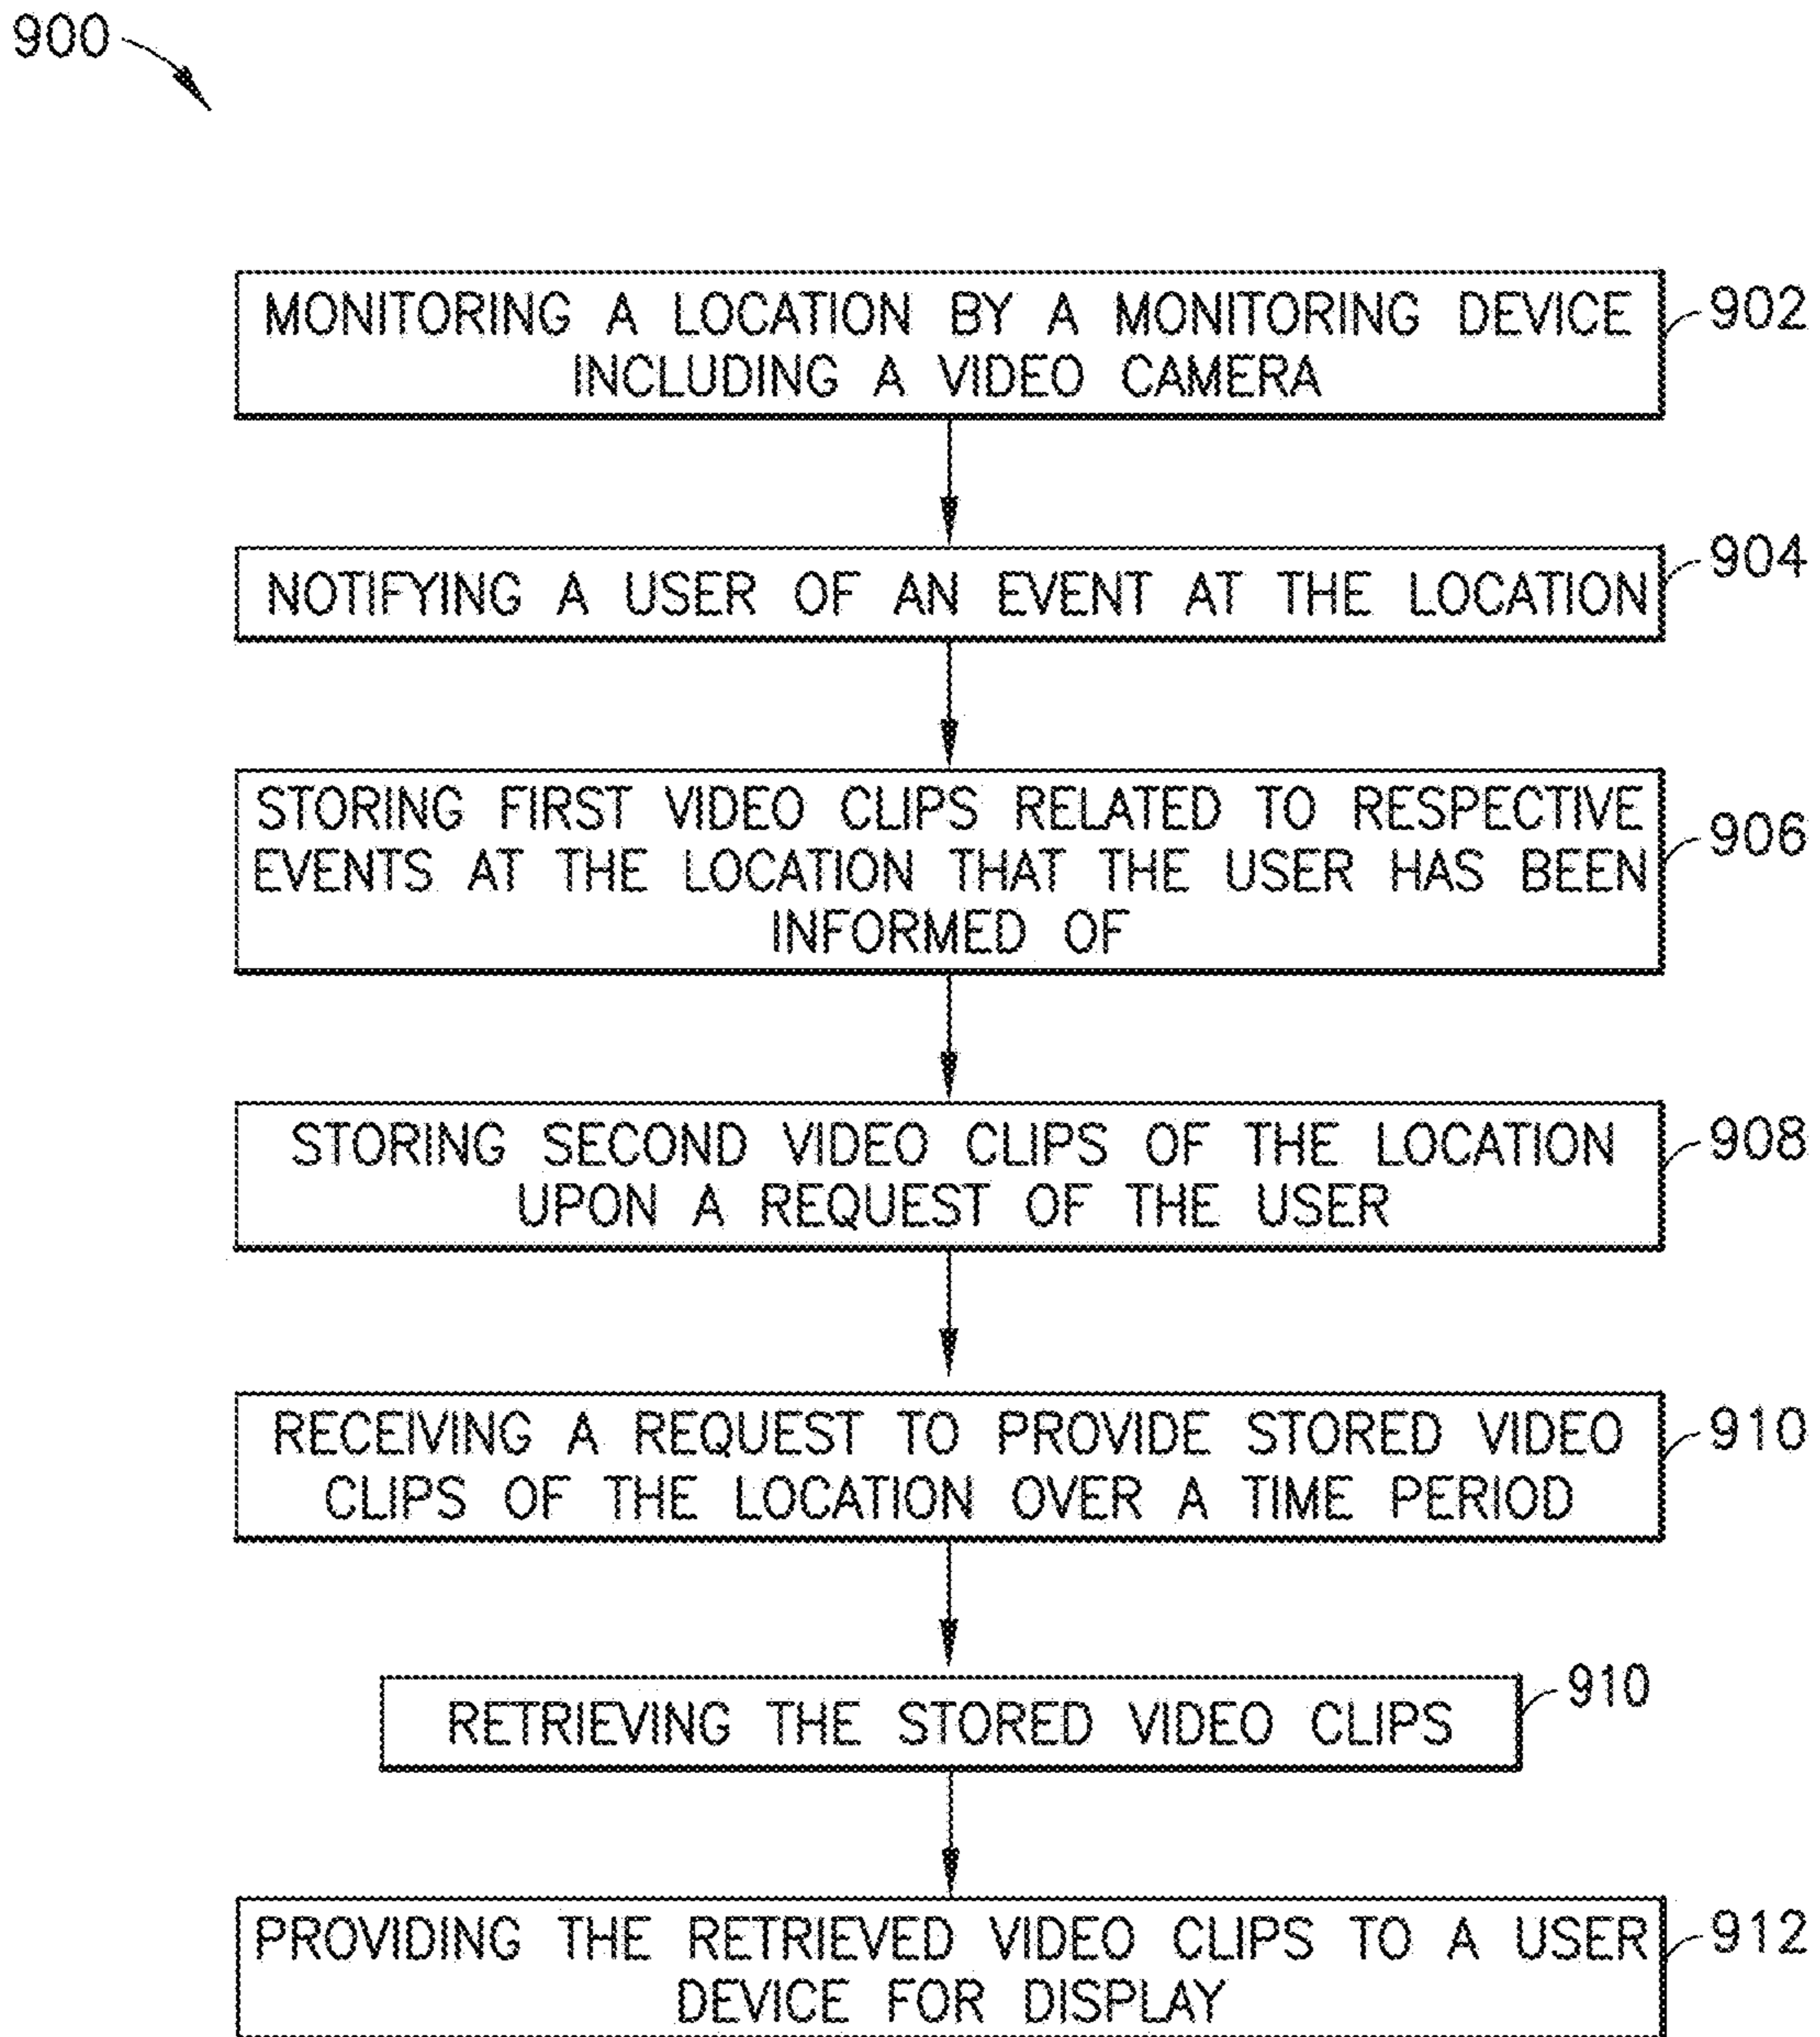 900
MONITORING A LOCATION BY A MONITORING DEVICE
INCLUDING A VIDEO CAMERA
902
NOTIFYING A USER OF AN EVENT AT THE LOCATION
904
STORING FIRST VIDEO CLIPS RELATED TO RESPECTIVE
EVENTS AT THE LOCATION THAT THE USER HAS BEEN
INFORMED OF
906
STORING SECOND VIDEO CLIPS OF THE LOCATION
UPON A REQUEST OF THE USER
908
RECEIVING A REQUEST TO PROVIDE STORED VIDEO
CLIPS OF THE LOCATION OVER A TIME PERIOD
910
RETRIEVING THE STORED VIDEO CLIPS
910
PROVIDING THE RETRIEVED VIDEO CLIPS TO A USER
DEVICE FOR DISPLAY
912